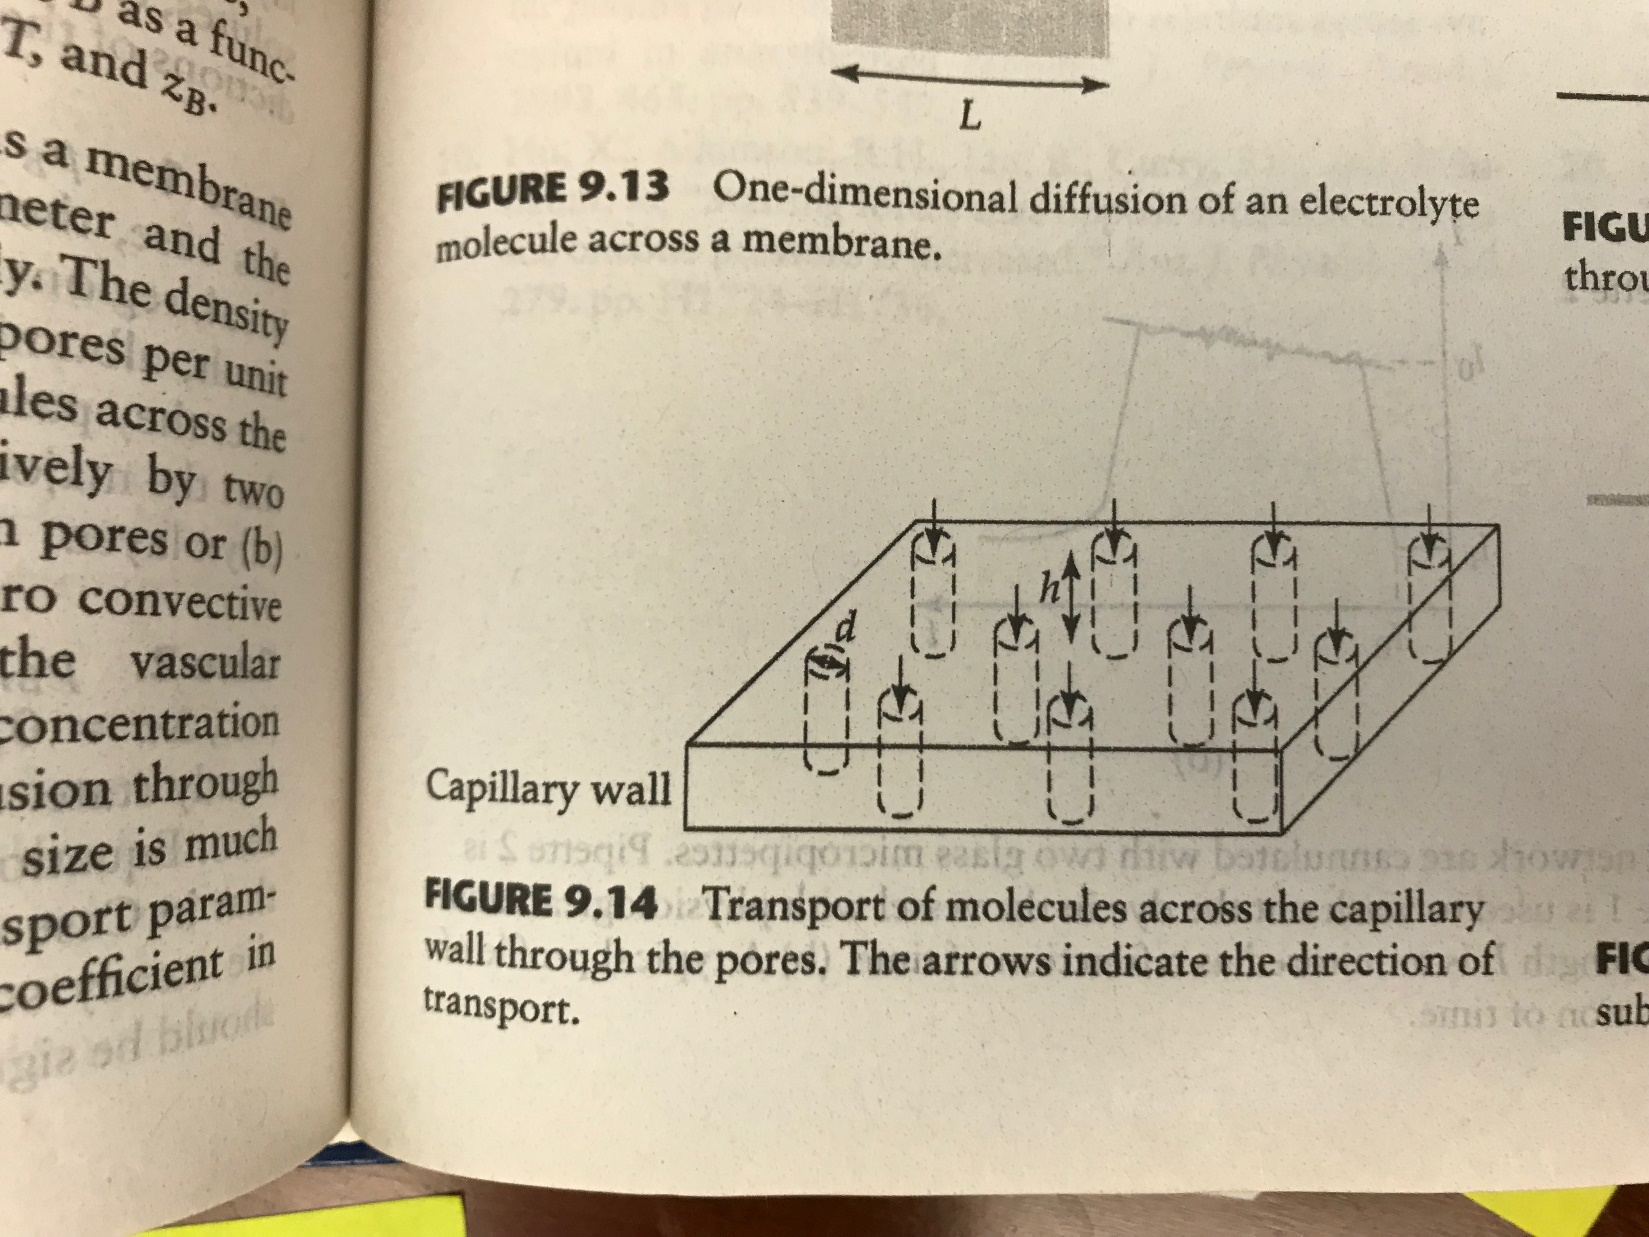 as a func-
T, and zB.
s a membrane
meter and the
y. The density
pores per unit
ules across the
ively by two
n pores or (b)
ro convective
the vascular
concentration
usion through
size is much
sport param-
coefficient in
L
FIGURE 9.13 One-dimensional diffusion of an electrolyte
molecule across a membrane.
h
d
Capillary wall
FIGURE 9.14 Transport of molecules across the capillary
wall through the pores. The arrows indicate the direction of
transport.
FIGU
throu
FIG
sub